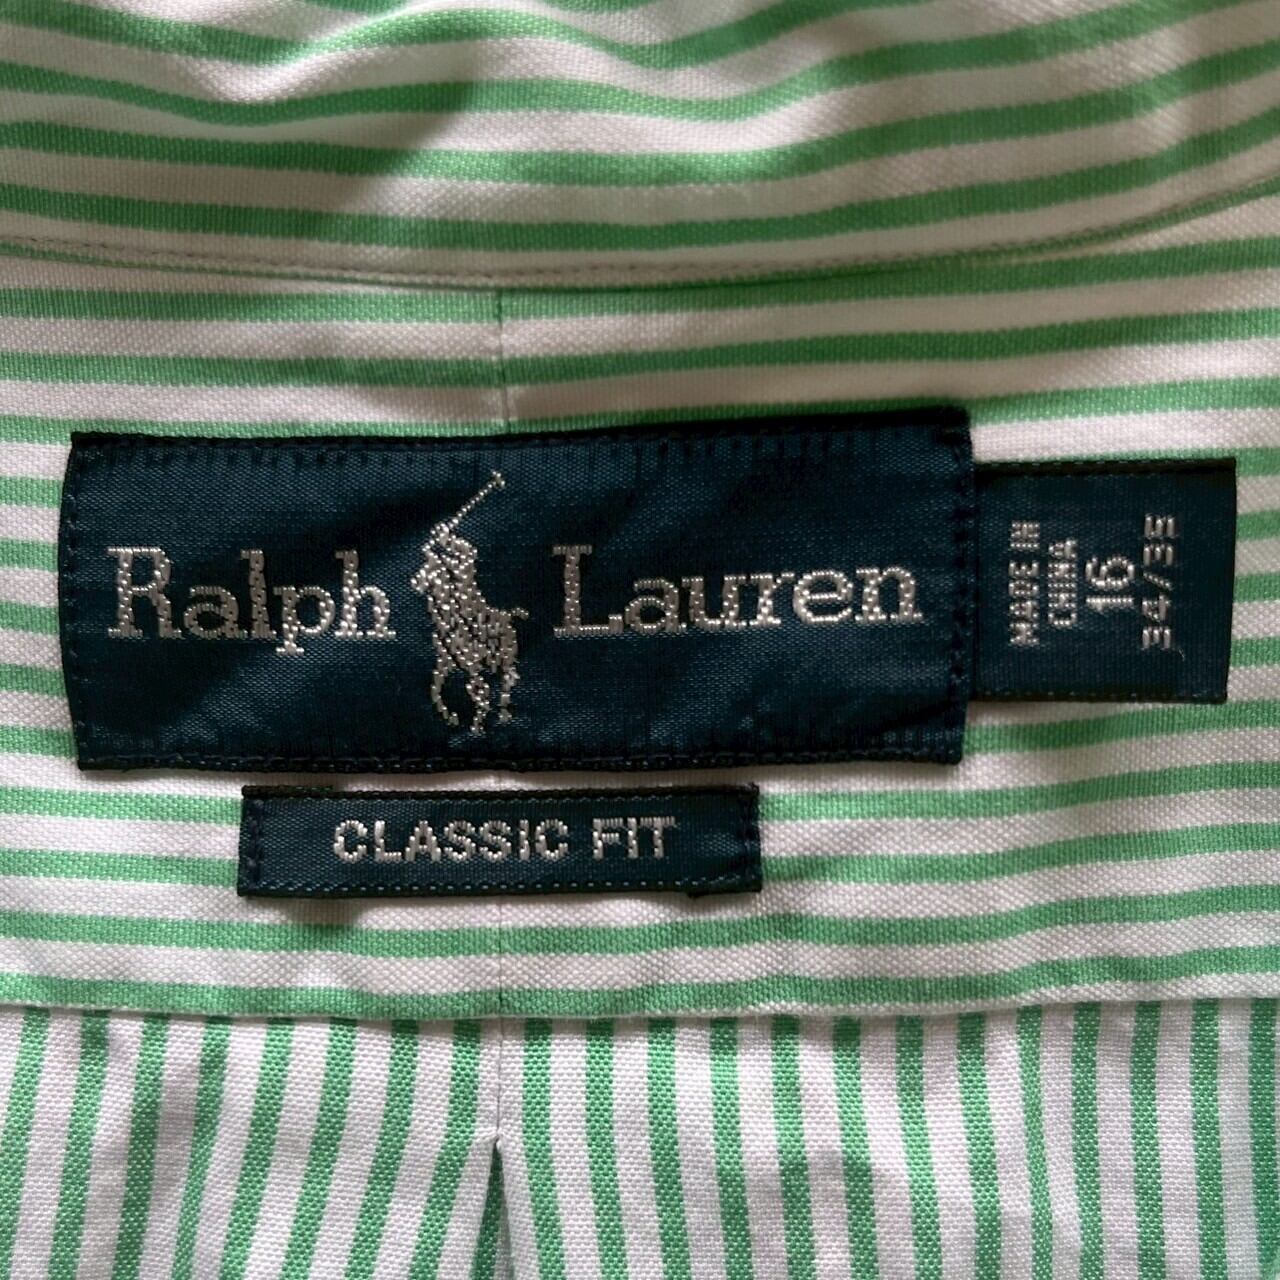 Ralph Lauren
CLASSIC FIT
MADE IN
CHINA
16
34/35